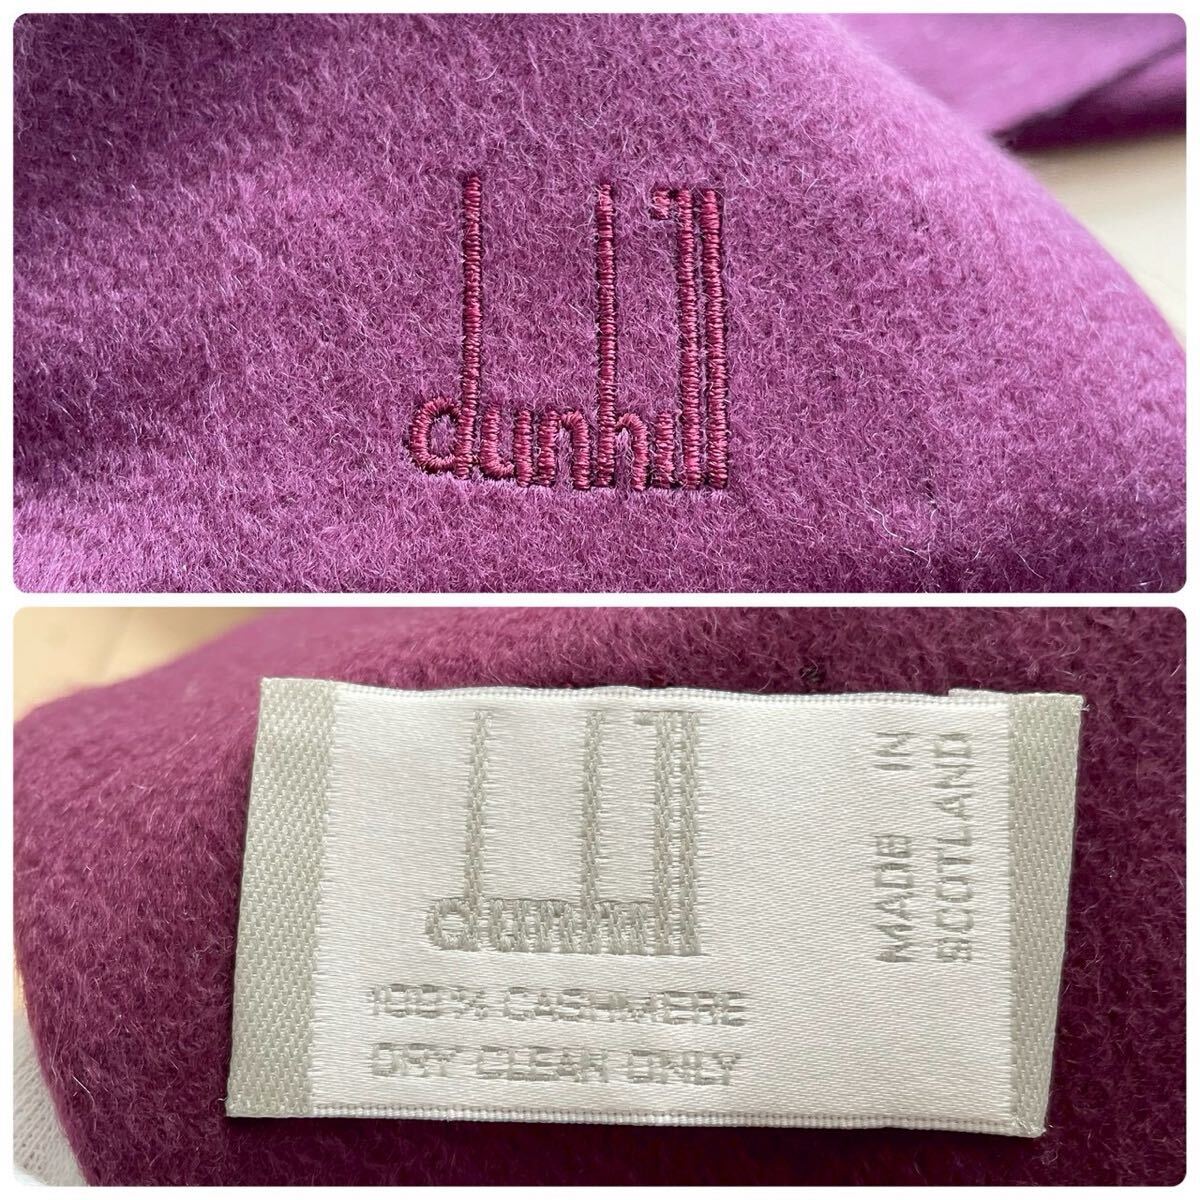 dunhill
dunhill
100% CASHMERE
DRY CLEAN ONLY
MADE IN
SCOTLAND